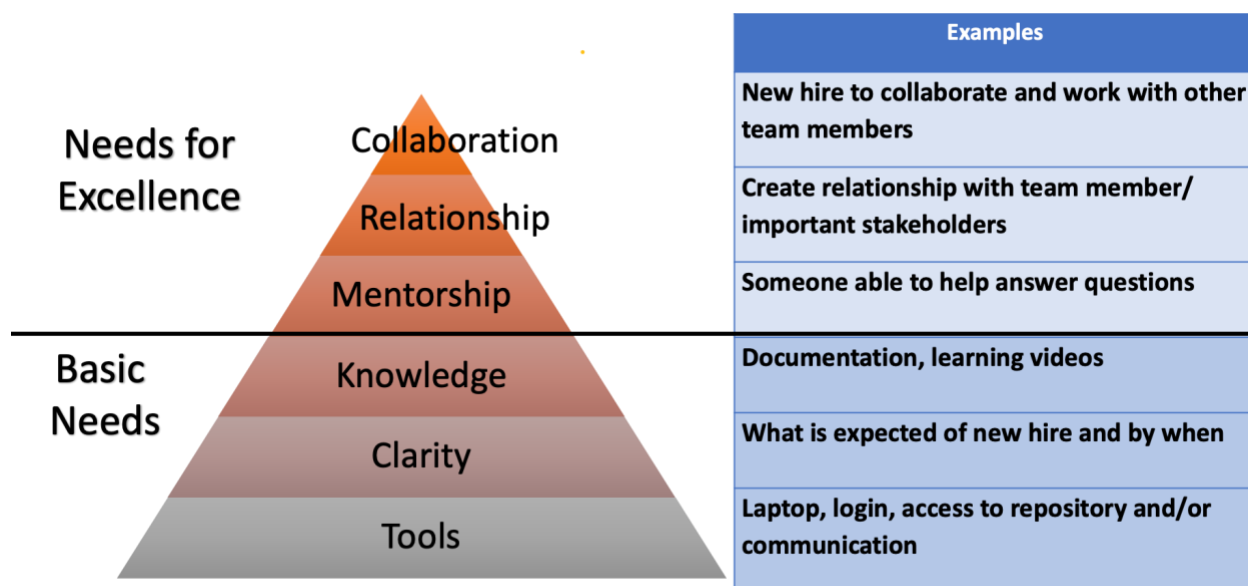 Examples
Needs for
Excellence
Collaboration
New hire to collaborate and work with other
team members
Relationship
Create relationship with team member/
important stakeholders
Mentorship
Someone able to help answer questions
Basic
Needs
Knowledge
Documentation, learning videos
Clarity
What is expected of new hire and by when
Tools
Laptop, login, access to repository and/or
communication